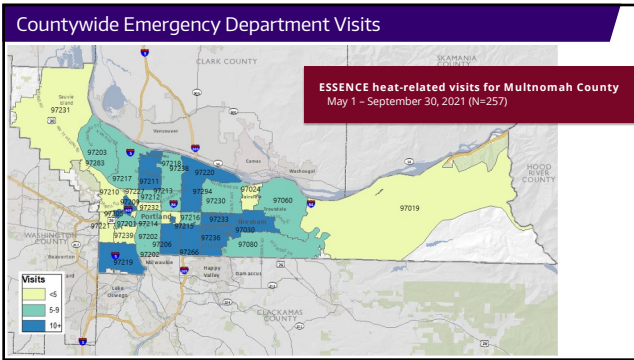 Countywide Emergency Department Visits
ESSENCE heat-related visits for Multnomah County
May 1 – September 30, 2021 (N=257)
CLARK COUNTY
SKAMANIA
COUNTY
Sauvie
Island
97231
Vancouver
Camas
Washougal
HOOD
RIVER
COUNTY
97203
97283
97218
97238
97220
97217
97211
97213
97294
97024
Fairview
97060
97210
97227
97212
97230
Troutdale
97209
97232
97019
97205
Portland
97216
97233
Gresham
97221
97201
97214
97215
97030
97239
97202
97236
WASHINGTON
COUNTY
97206
97080
Beaverton
97202
97266
Milwaukie
97219
Happy
Valley
Damascus
Lake
Oswego
CLACKAMAS
COUNTY
Visits
<5
5-9
10+